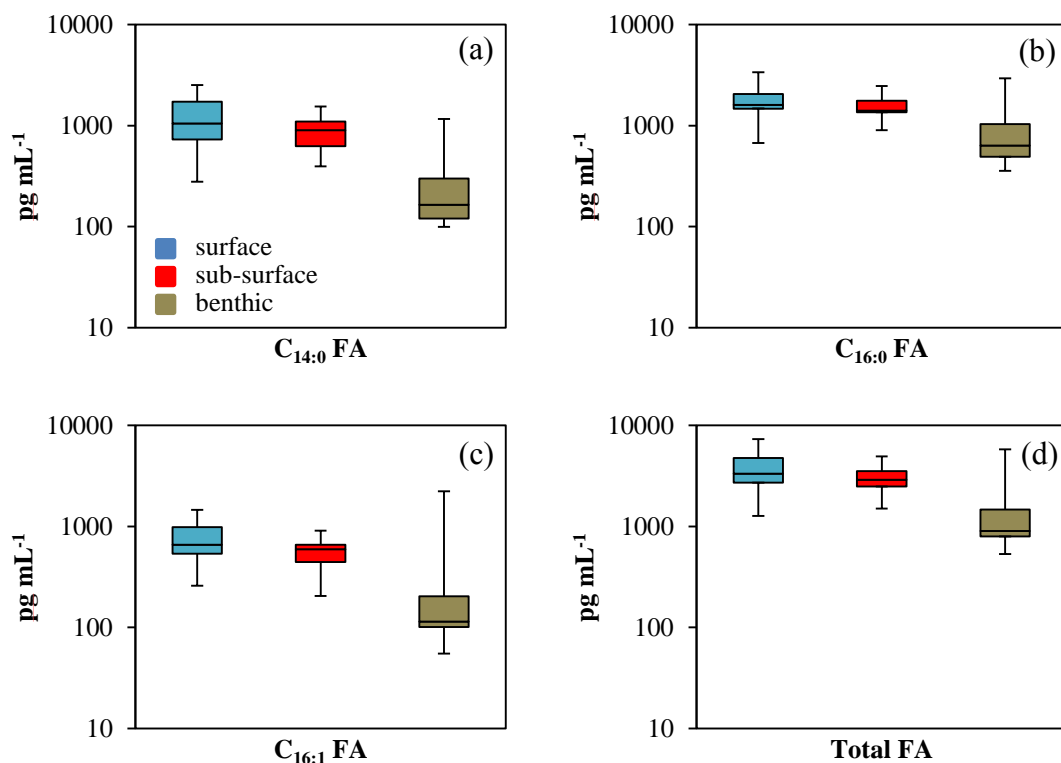 (a)
10000
1000
100
10
pg mL⁻¹
surface
sub-surface
benthic
C₁₄:₀ FA
(b)
10000
1000
100
10
pg mL⁻¹
C₁₆:₀ FA
(c)
10000
1000
100
10
pg mL⁻¹
C₁₆:₁ FA
(d)
10000
1000
100
10
pg mL⁻¹
Total FA